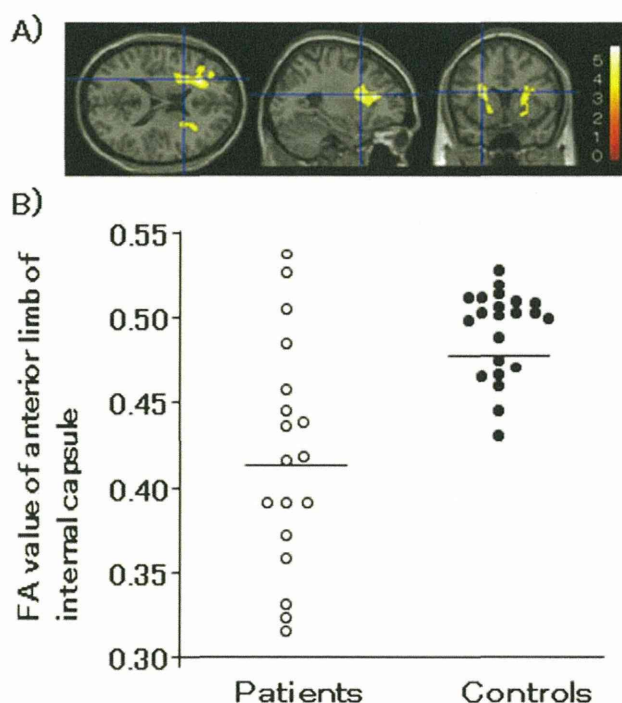 A)
5
4
3
2
1
0
B)
FA value of anterior limb of
internal capsule
0.55
0.50
0.45
0.40
0.35
0.30
Patients
Controls